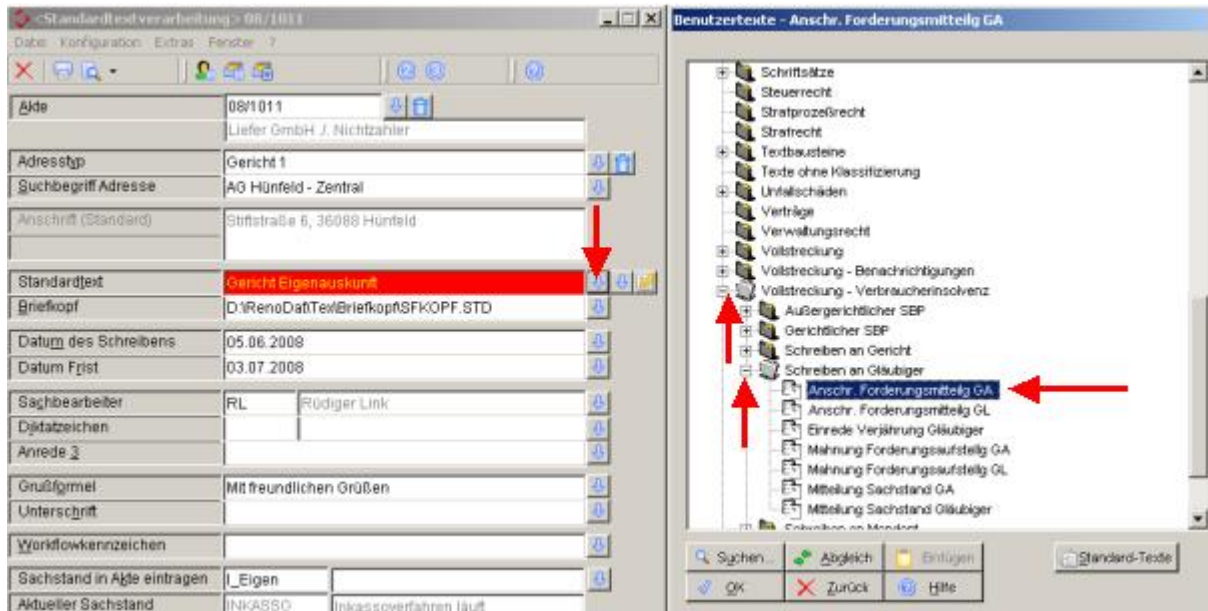 <Standardtextverarbeitung> 08/1011
Datei Konfiguration Extras Fenster ?
Akte 08/1011
Liefer GmbH J. Nichtzahler
Adresstyp Gericht 1
Suchbegriff Adresse AG Hünfeld - Zentral
Anschrift (Standard) Stiftstraße 6, 36088 Hünfeld
Standardtext Gericht Eigenauskunft
Briefkopf D:\RenoDat\Tex\Briefkopf\SFKOPF.STD
Datum des Schreibens 05.06.2008
Datum Frist 03.07.2008
Sachbearbeiter RL Rüdiger Link
Diktatzeichen
Anrede 3
Grußformel Mit freundlichen Grüßen
Unterschrift
Workflowkennzeichen
Sachstand in Akte eintragen I_Eigen
Aktueller Sachstand INKASSO Inkassoverfahren läuft
Benutzertexte - Anschr. Forderungsmitteilg GA
Schriftsätze
Steuerrecht
Strafprozeßrecht
Strafrecht
Textbausteine
Texte ohne Klassifizierung
Unfallschäden
Verträge
Verwaltungsrecht
Vollstreckung
Vollstreckung - Benachrichtigungen
Vollstreckung - Verbraucherinsolvenz
Außergerichtlicher SBP
Gerichtlicher SBP
Schreiben an Gericht
Schreiben an Gläubiger
Anschr. Forderungsmitteilg GA
Anschr. Forderungsmitteilg GL
Einrede Verjährung Gläubiger
Mahnung Forderungsaufstellg GA
Mahnung Forderungsaufstellg GL
Mitteilung Sachstand GA
Mitteilung Sachstand Gläubiger
Schreiben an Mandant
Suchen... Abgleich Einfügen Standard-Texte
OK Zurück Hilfe